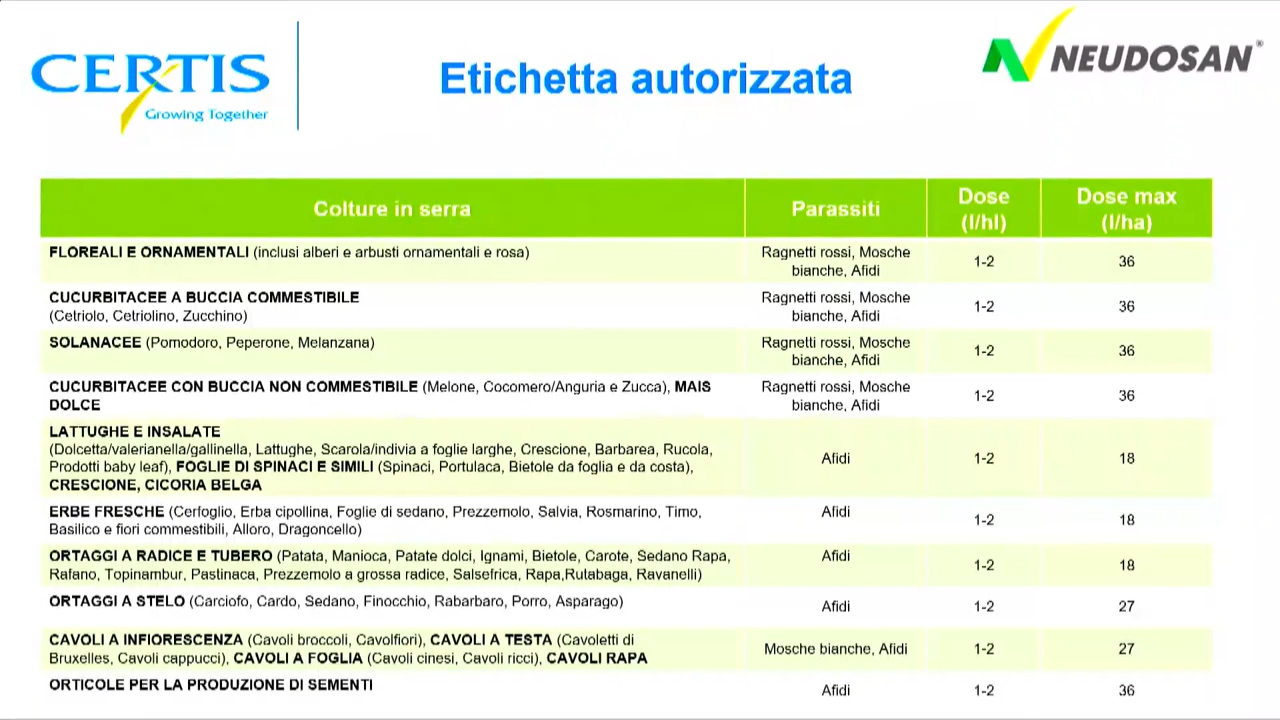 CERTIS
Growing Together
Etichetta autorizzata
NEUDOSAN®
Colture in serra
Parassiti
Dose
(l/hl)
Dose max
(l/ha)
FLOREALI E ORNAMENTALI (inclusi alberi e arbusti ornamentali e rosa)
Ragnetti rossi, Mosche
bianche, Afidi
1-2
36
CUCURBITACEE A BUCCIA COMMESTIBILE
(Cetriolo, Cetriolino, Zucchino)
Ragnetti rossi, Mosche
bianche, Afidi
1-2
36
SOLANACEE (Pomodoro, Peperone, Melanzana)
Ragnetti rossi, Mosche
bianche, Afidi
1-2
36
CUCURBITACEE CON BUCCIA NON COMMESTIBILE (Melone, Cocomero/Anguria e Zucca), MAIS
DOLCE
Ragnetti rossi, Mosche
bianche, Afidi
1-2
36
LATTUGHE E INSALATE
(Dolcetta/valerianella/gallinella, Lattughe, Scarola/indivia a foglie larghe, Crescione, Barbarea, Rucola,
Prodotti baby leaf), FOGLIE DI SPINACI E SIMILI (Spinaci, Portulaca, Bietole da foglia e da costa),
CRESCIONE, CICORIA BELGA
Afidi
1-2
18
ERBE FRESCHE (Cerfoglio, Erba cipollina, Foglie di sedano, Prezzemolo, Salvia, Rosmarino, Timo,
Basilico e fiori commestibili, Alloro, Dragoncello)
Afidi
1-2
18
ORTAGGI A RADICE E TUBERO (Patata, Manioca, Patate dolci, Ignami, Bietole, Carote, Sedano Rapa,
Rafano, Topinambur, Pastinaca, Prezzemolo a grossa radice, Salsefrica, Rapa,Rutabaga, Ravanelli)
Afidi
1-2
18
ORTAGGI A STELO (Carciofo, Cardo, Sedano, Finocchio, Rabarbaro, Porro, Asparago)
Afidi
1-2
27
CAVOLI A INFIORESCENZA (Cavoli broccoli, Cavolfiori), CAVOLI A TESTA (Cavoletti di
Bruxelles, Cavoli cappucci), CAVOLI A FOGLIA (Cavoli cinesi, Cavoli ricci), CAVOLI RAPA
Mosche bianche, Afidi
1-2
27
ORTICOLE PER LA PRODUZIONE DI SEMENTI
Afidi
1-2
36